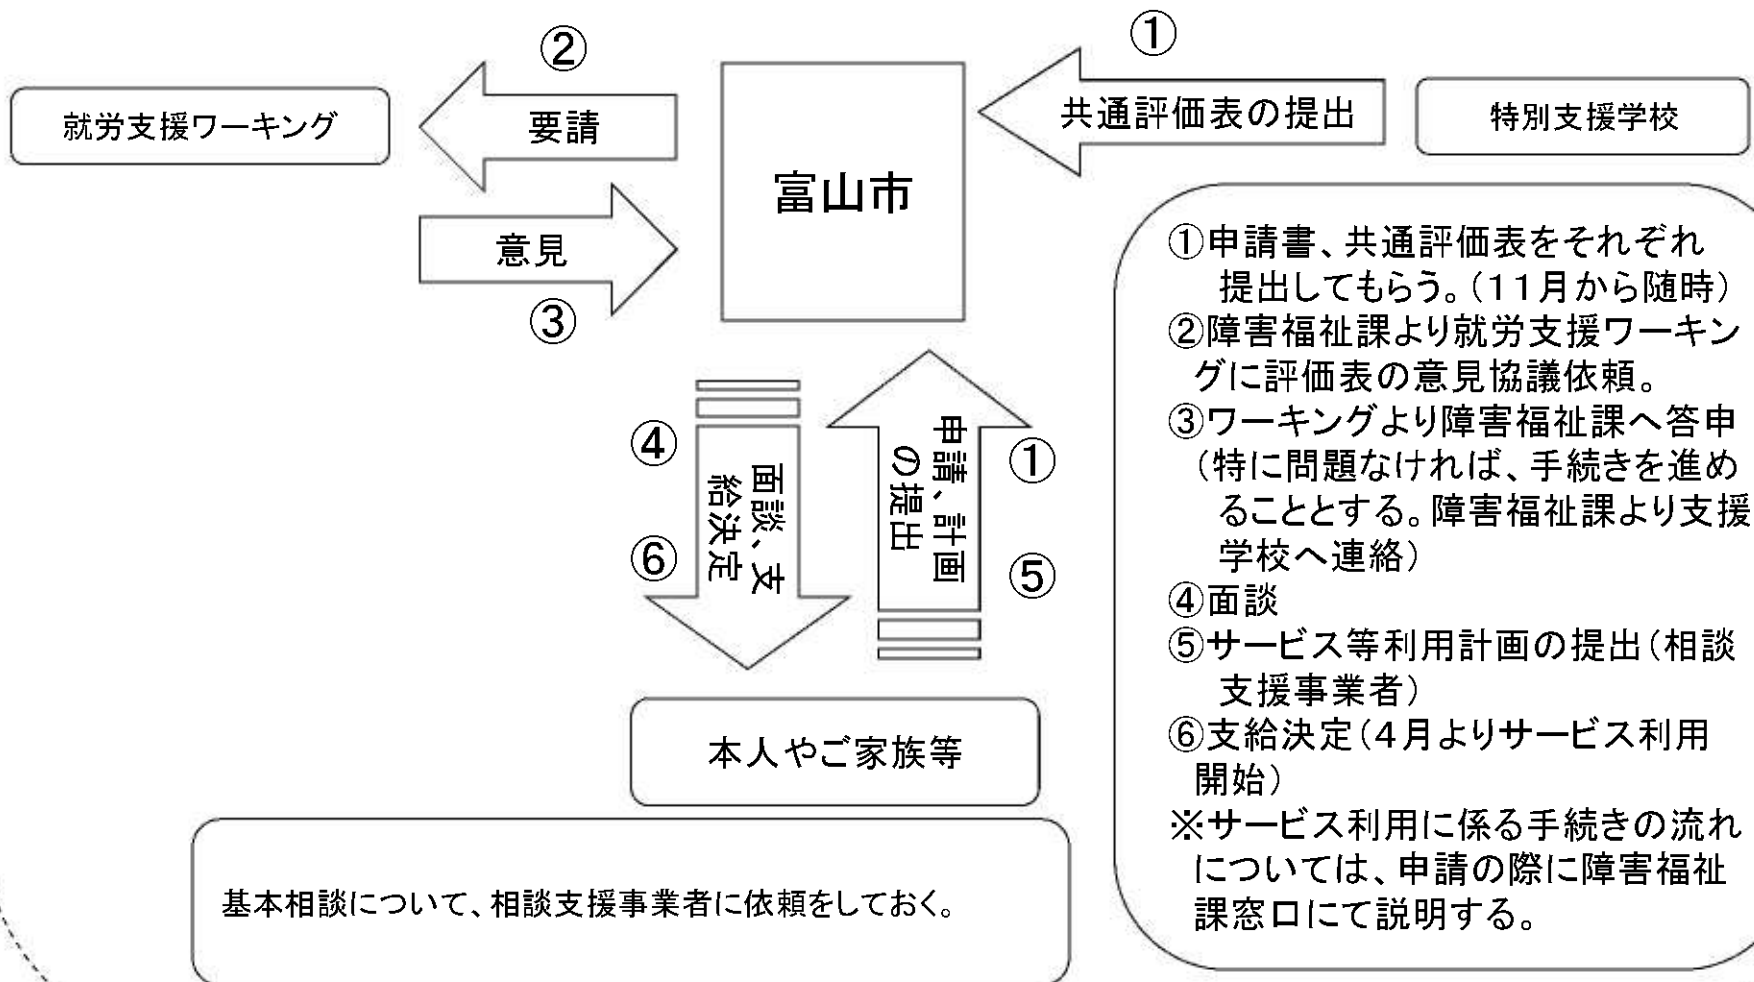 ①
②
共通評価表の提出
特別支援学校
就労支援ワーキング
要請
富山市
意見
③
①申請書、共通評価表をそれぞれ
提出してもらう。（１１月から随時）
②障害福祉課より就労支援ワーキン
グに評価表の意見協議依頼。
③ワーキングより障害福祉課へ答申
（特に問題なければ、手続きを進め
ることとする。障害福祉課より支援
学校へ連絡）
④面談
⑤サービス等利用計画の提出（相談
支援事業者）
⑥支給決定（４月よりサービス利用
開始）
※サービス利用に係る手続きの流れ
については、申請の際に障害福祉
課窓口にて説明する。
④
面談、支
給決定
⑥
申請、計画
の提出
①
⑤
本人やご家族等
基本相談について、相談支援事業者に依頼をしておく。